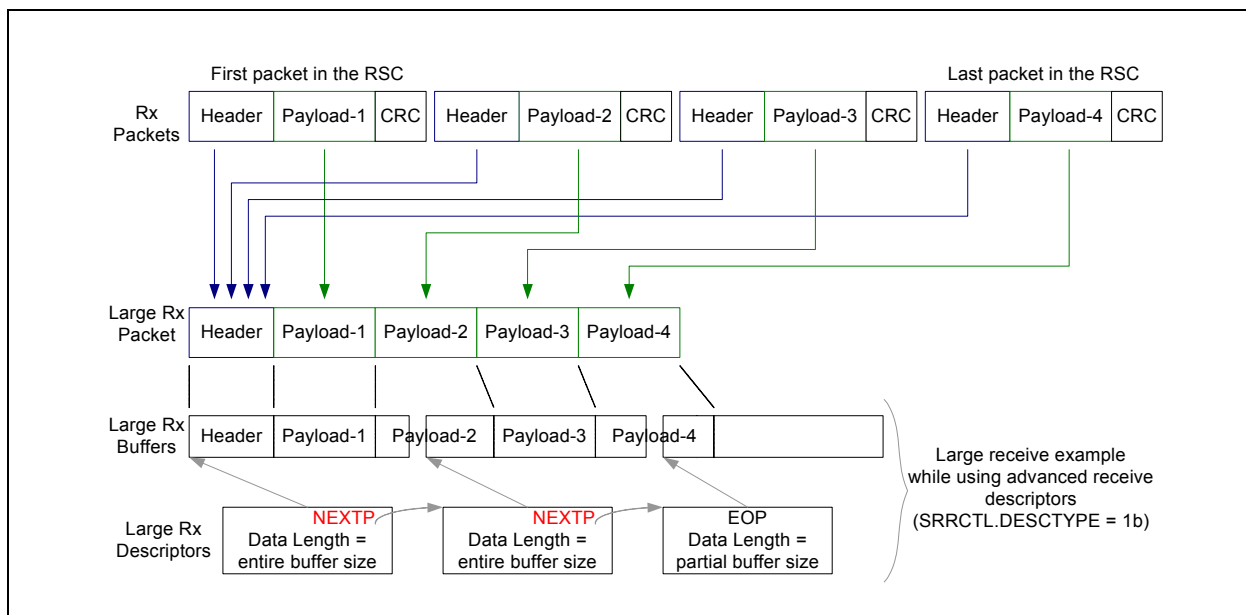 First packet in the RSC
Last packet in the RSC
Rx
Packets
Header Payload-1 CRC Header Payload-2 CRC Header Payload-3 CRC Header Payload-4 CRC
Large Rx
Packet
Header Payload-1 Payload-2 Payload-3 Payload-4
Large Rx
Buffers
Header Payload-1 Payload-2 Payload-3 Payload-4
Large receive example
while using advanced receive
descriptors
(SRRCTL.DESCTYPE = 1b)
Large Rx
Descriptors
NEXTP
Data Length =
entire buffer size
NEXTP
Data Length =
entire buffer size
EOP
Data Length =
partial buffer size